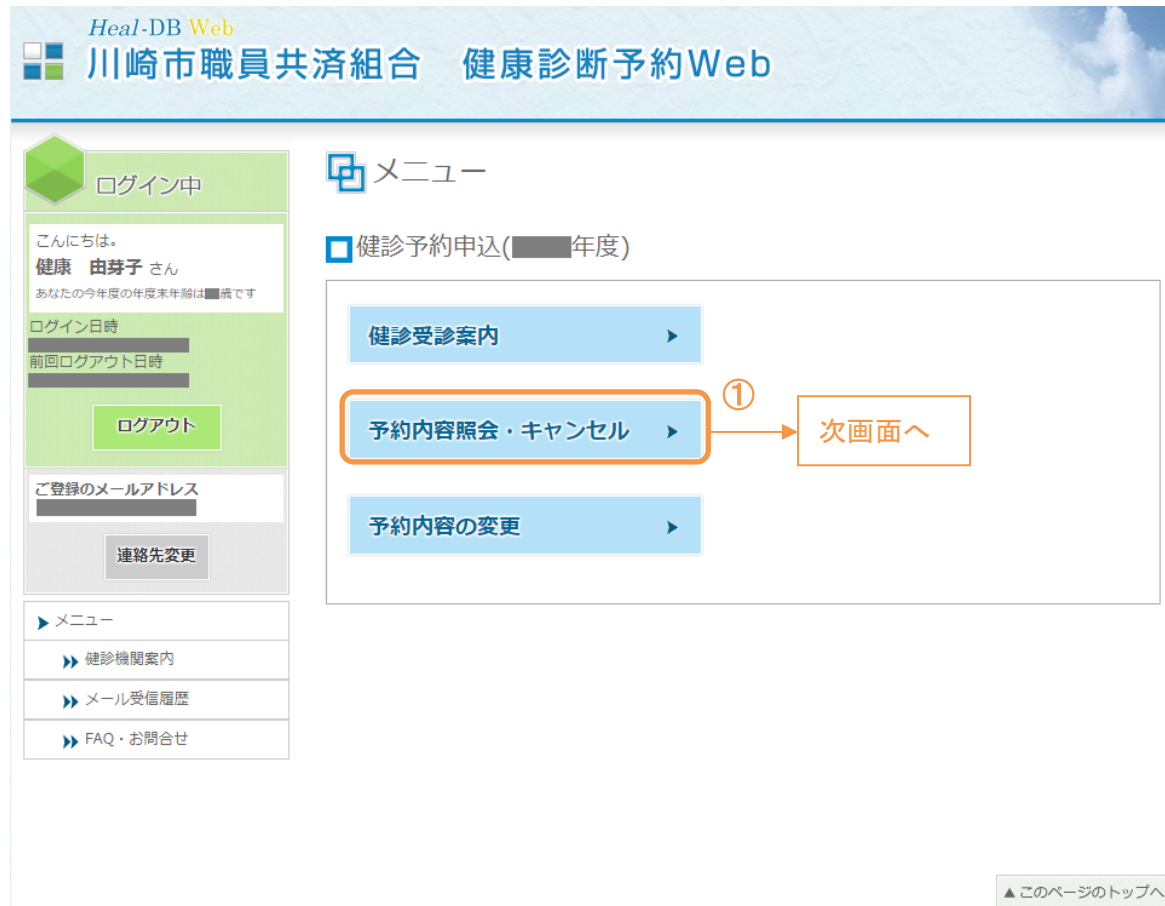 Heal-DB Web
川崎市職員共済組合　健康診断予約Web
ログイン中
こんにちは。
健康　由芽子 さん
あなたの今年度の年度末年齢は歳です
ログイン日時
前回ログアウト日時
ログアウト
ご登録のメールアドレス
連絡先変更
メニュー
健診機関案内
メール受信履歴
FAQ・お問合せ
メニュー
健診予約申込(年度)
健診受診案内
予約内容照会・キャンセル
①
次画面へ
予約内容の変更
▲このページのトップへ